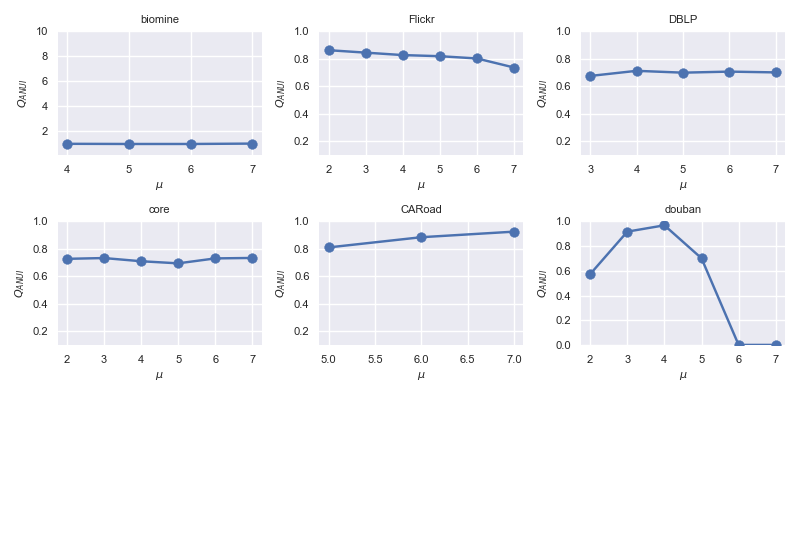 biomine
10
8
6
4
2
Q_ANUI
4 5 6 7
μ
Flickr
1.0
0.8
0.6
0.4
0.2
Q_ANUI
2 3 4 5 6 7
μ
DBLP
1.0
0.8
0.6
0.4
0.2
Q_ANUI
3 4 5 6 7
μ
core
1.0
0.8
0.6
0.4
0.2
Q_ANUI
2 3 4 5 6 7
μ
CARoad
1.0
0.8
0.6
0.4
0.2
Q_ANUI
5.0 5.5 6.0 6.5 7.0
μ
douban
1.0
0.8
0.6
0.4
0.2
0.0
Q_ANUI
2 3 4 5 6 7
μ